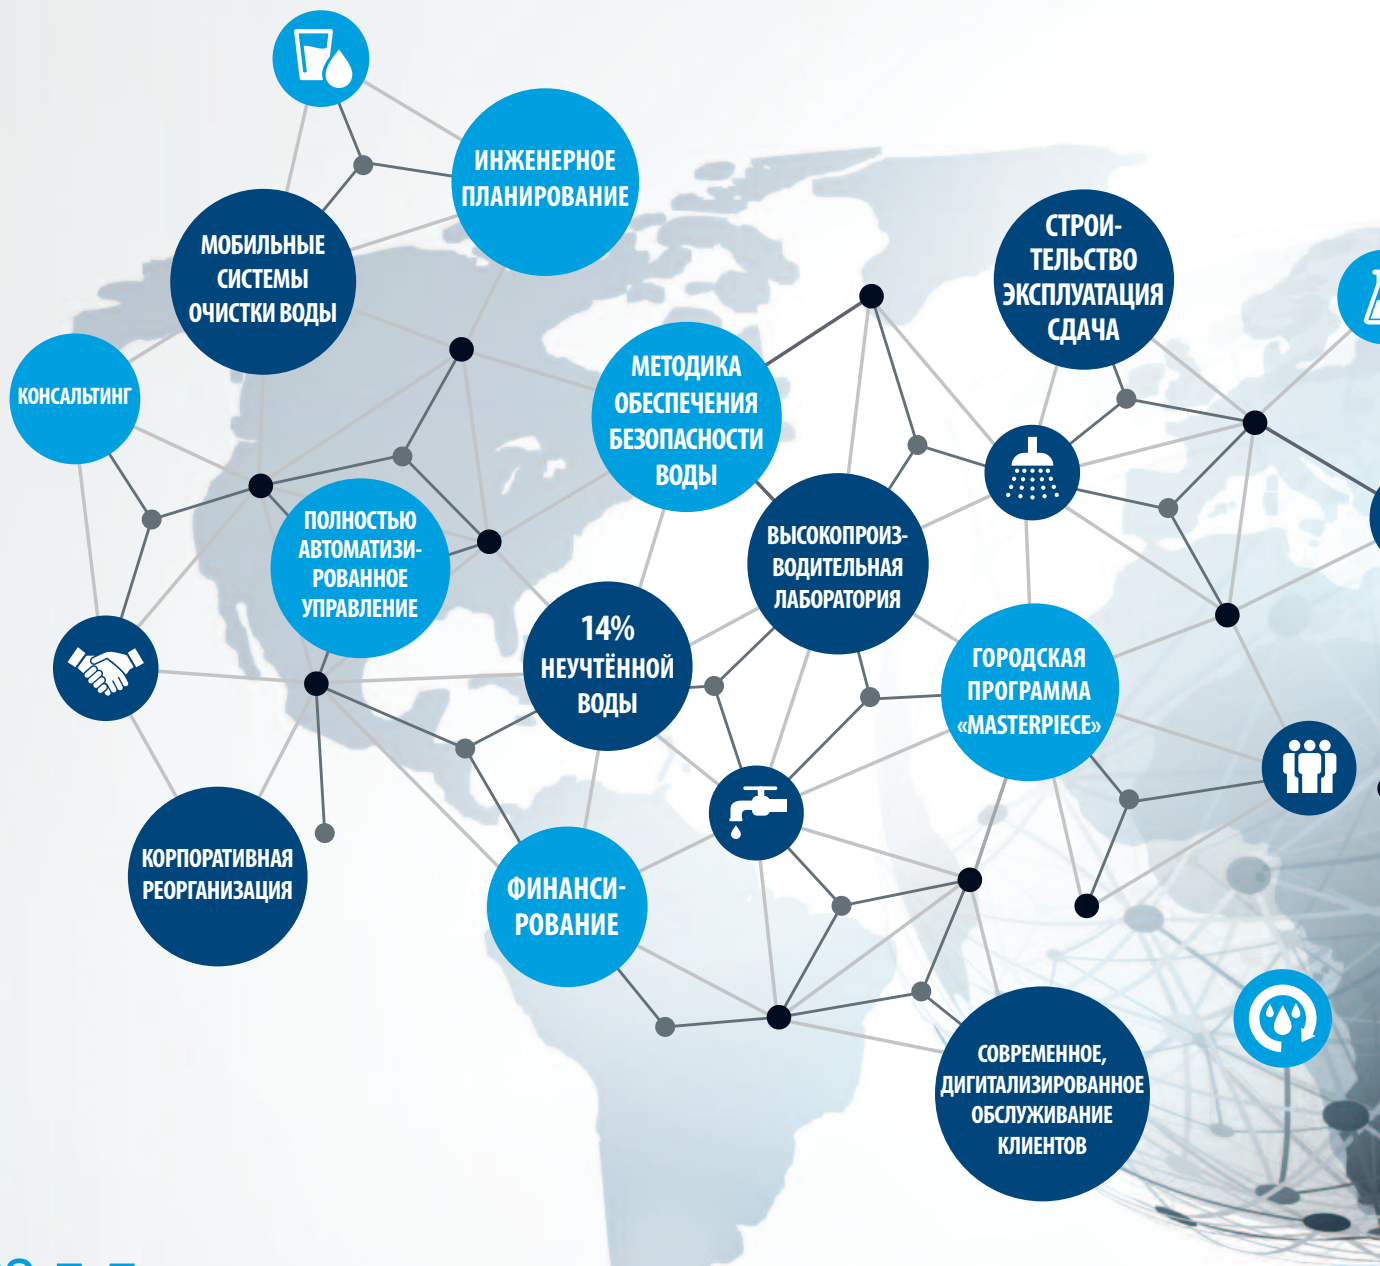 ИНЖЕНЕРНОЕ
ПЛАНИРОВАНИЕ
МОБИЛЬНЫЕ
СИСТЕМЫ
ОЧИСТКИ ВОДЫ
СТРОИ-
ТЕЛЬСТВО
ЭКСПЛУАТАЦИЯ
СДАЧА
КОНСАЛЬТИНГ
МЕТОДИКА
ОБЕСПЕЧЕНИЯ
БЕЗОПАСНОСТИ
ВОДЫ
ПОЛНОСТЬЮ
АВТОМАТИЗИ-
РОВАННОЕ
УПРАВЛЕНИЕ
ВЫСОКОПРОИЗ-
ВОДИТЕЛЬНАЯ
ЛАБОРАТОРИЯ
14%
НЕУЧТЁННОЙ
ВОДЫ
ГОРОДСКАЯ
ПРОГРАММА
«MASTERPIECE»
КОРПОРАТИВНАЯ
РЕОРГАНИЗАЦИЯ
ФИНАНСИ-
РОВАНИЕ
СОВРЕМЕННОЕ,
ДИГИТАЛИЗИРОВАННОЕ
ОБСЛУЖИВАНИЕ
КЛИЕНТОВ